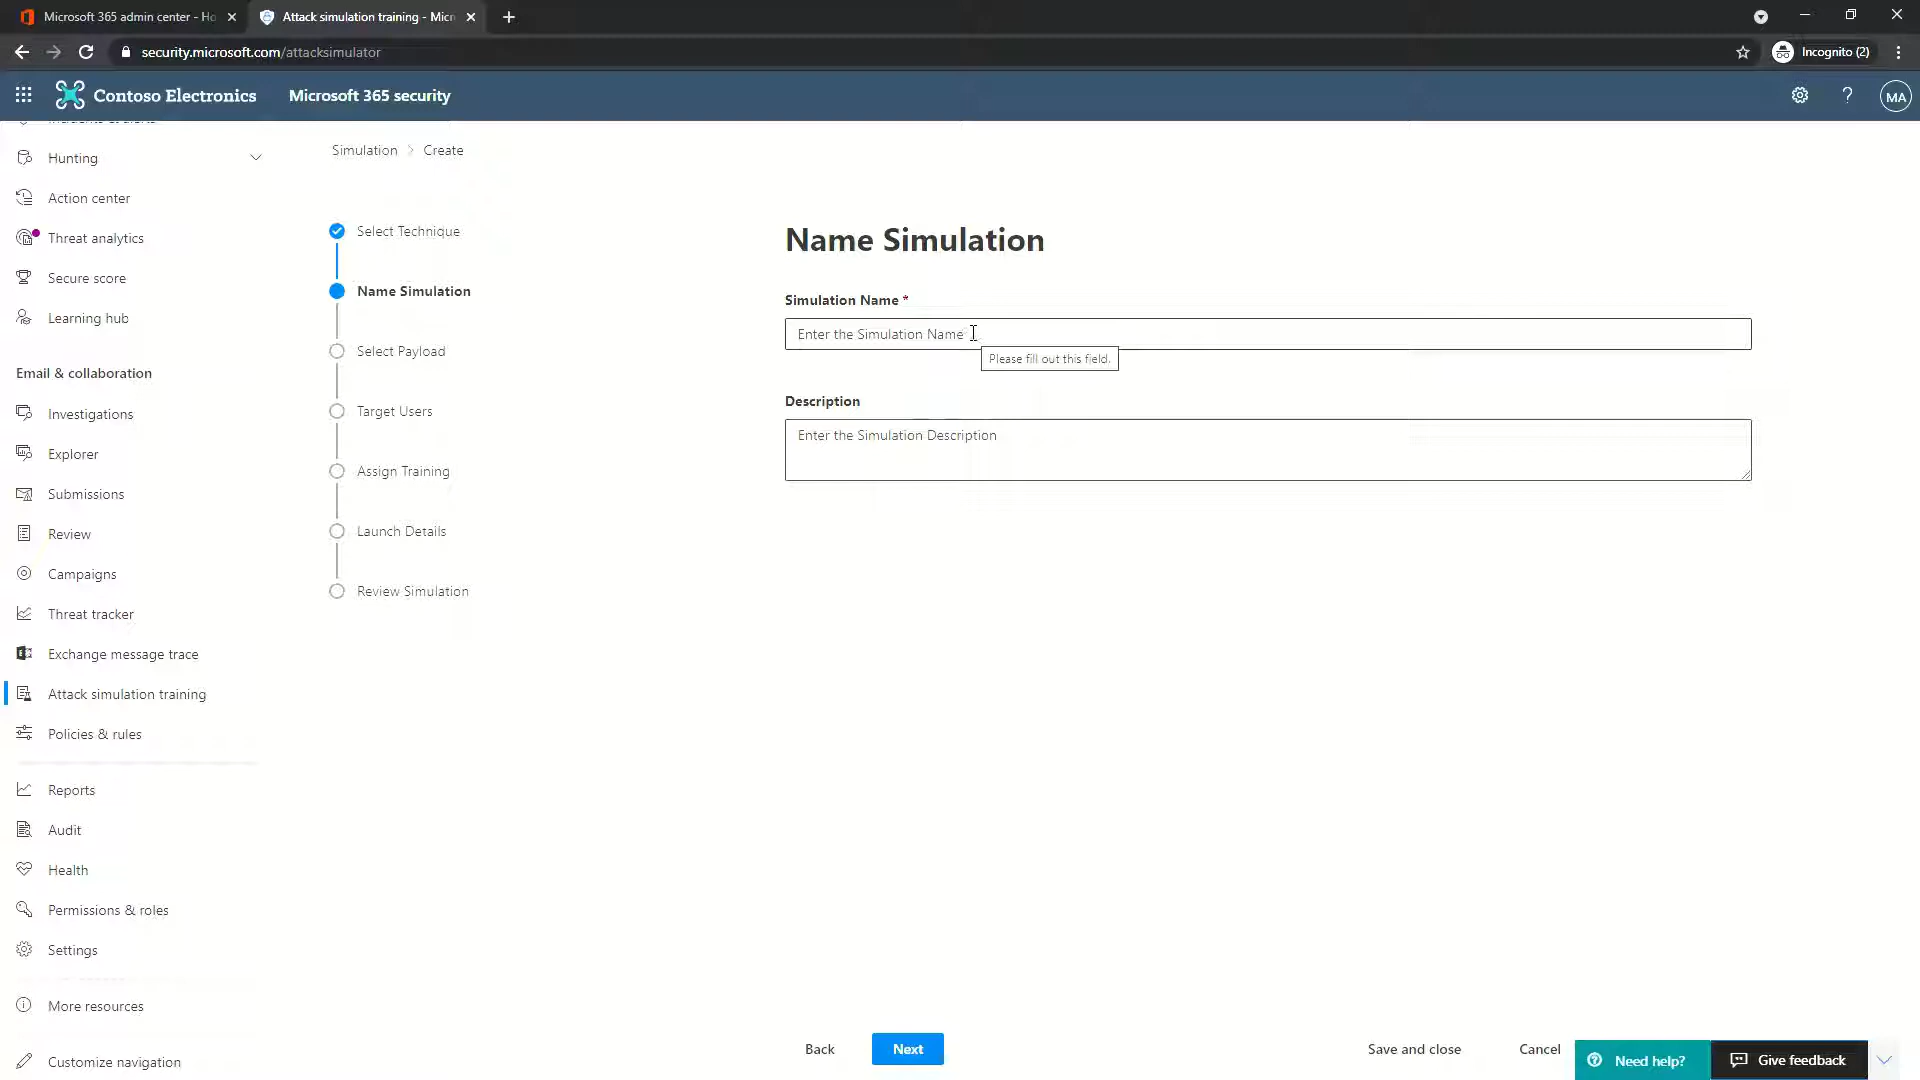 Microsoft 365 admin center - Ho
Attack simulation training - Micr
security.microsoft.com/attacksimulator
Incognito (2)
Contoso Electronics
Microsoft 365 security
MA
Hunting
Action center
Threat analytics
Secure score
Learning hub
Email & collaboration
Investigations
Explorer
Submissions
Review
Campaigns
Threat tracker
Exchange message trace
Attack simulation training
Policies & rules
Reports
Audit
Health
Permissions & roles
Settings
More resources
Customize navigation
Simulation > Create
Select Technique
Name Simulation
Select Payload
Target Users
Assign Training
Launch Details
Review Simulation
Name Simulation
Simulation Name *
Enter the Simulation Name
Please fill out this field.
Description
Enter the Simulation Description
Back
Next
Save and close
Cancel
Need help?
Give feedback